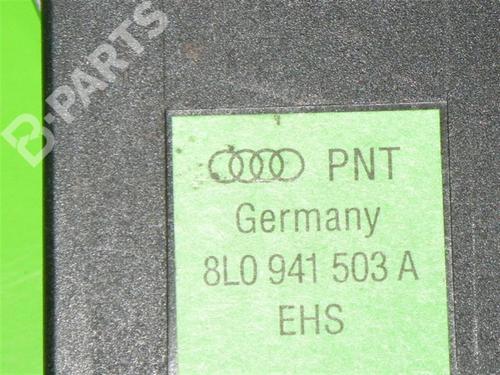 B-PARTS
PNT
Germany
8L0 941 503 A
EHS